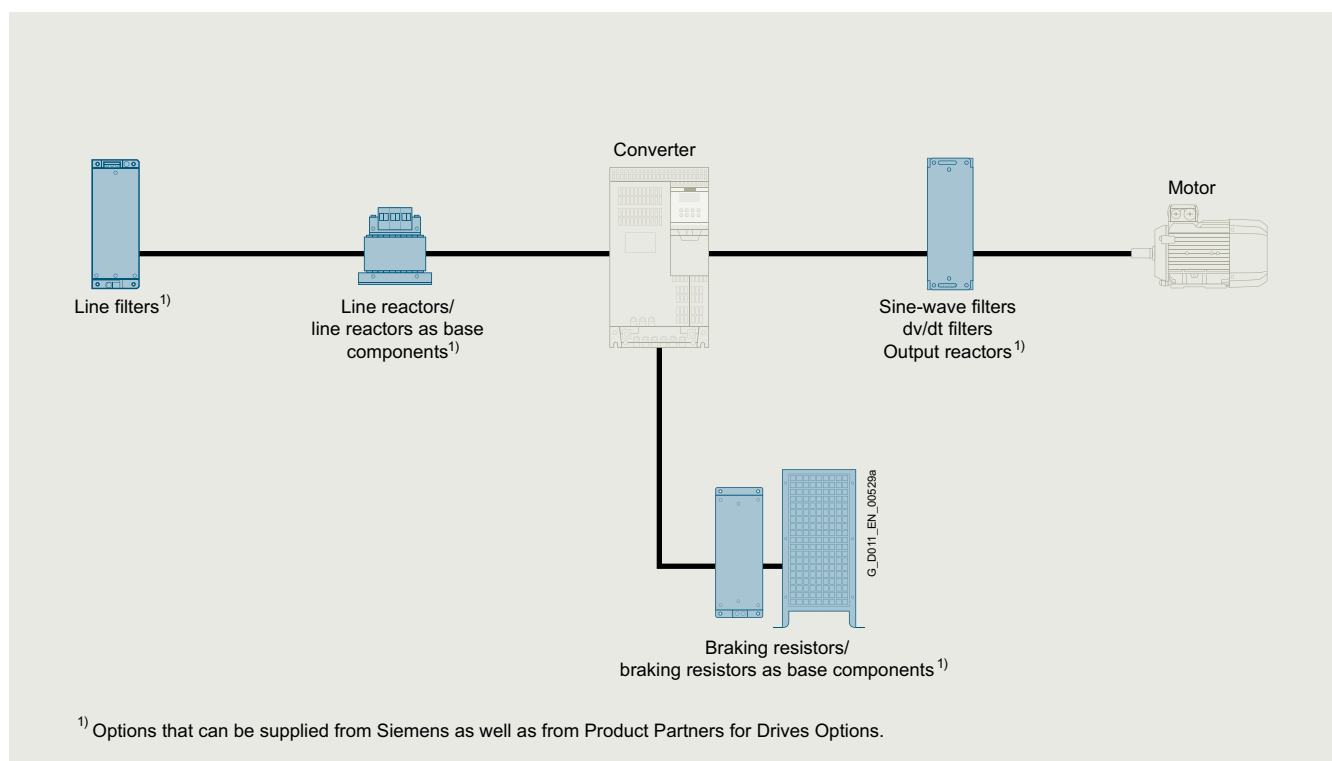 Converter
Motor
Line filters1)
Line reactors/
line reactors as base
components1)
Sine-wave filters
dv/dt filters
Output reactors1)
G_D011_EN_00529a
Braking resistors/
braking resistors as base components1)
1) Options that can be supplied from Siemens as well as from Product Partners for Drives Options.